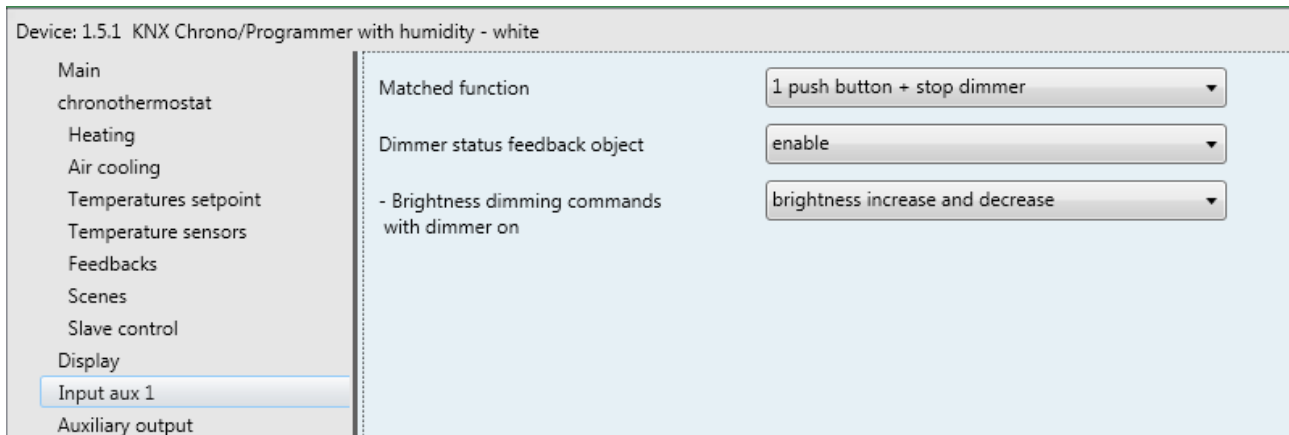 Device: 1.5.1 KNX Chrono/Programmer with humidity - white
Main
chronothermostat
Heating
Air cooling
Temperatures setpoint
Temperature sensors
Feedbacks
Scenes
Slave control
Display
Input aux 1
Auxiliary output
Matched function
1 push button + stop dimmer
Dimmer status feedback object
enable
- Brightness dimming commands
with dimmer on
brightness increase and decrease